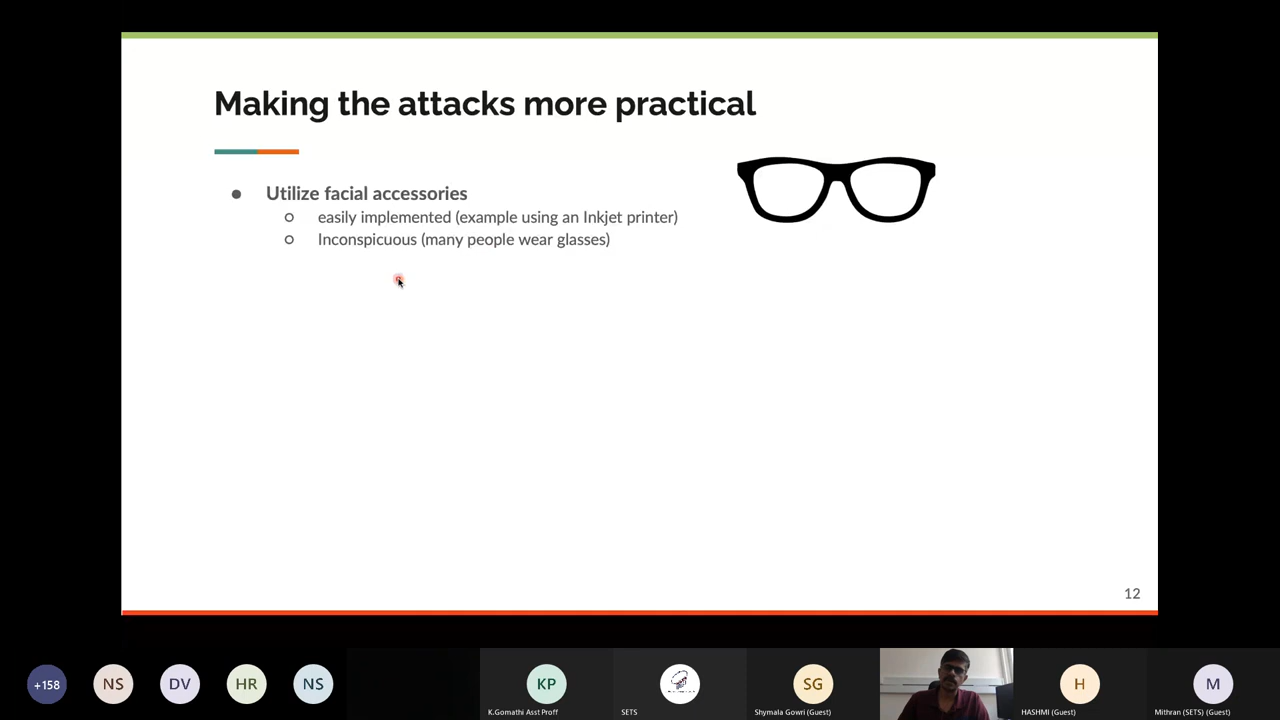 Making the attacks more practical
Utilize facial accessories
easily implemented (example using an Inkjet printer)
Inconspicuous (many people wear glasses)
12
+158
NS
DV
HR
NS
KP
K.Gomathi Asst Proff
SETS
SG
Shymala Gowri (Guest)
H
HASHMI (Guest)
M
Mithran (SETS) (Guest)